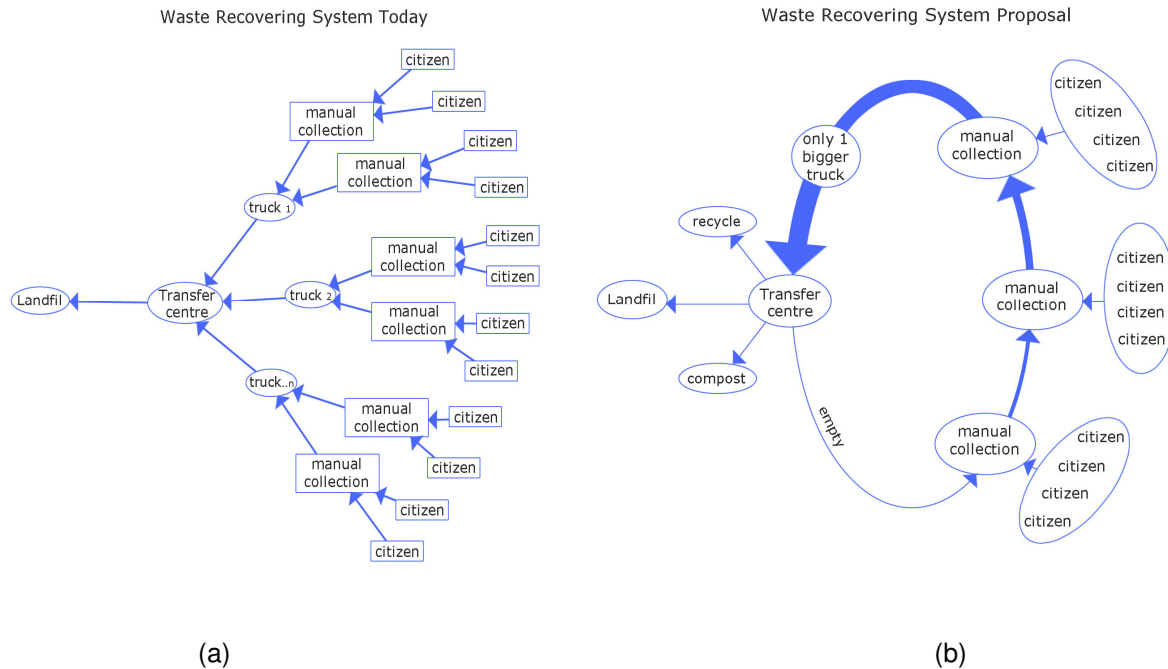 Waste Recovering System Today
citizen
citizen
manual
collection
citizen
manual
collection
citizen
truck 1
citizen
manual
collection
citizen
truck 2
Landfil
Transfer
centre
manual
collection
citizen
citizen
truck..n
manual
collection
citizen
citizen
manual
collection
citizen
citizen
(a)
Waste Recovering System Proposal
citizen
citizen
citizen
citizen
manual
collection
only 1
bigger
truck
recycle
Landfil
Transfer
centre
compost
empty
citizen
citizen
citizen
citizen
manual
collection
manual
collection
citizen
citizen
citizen
citizen
(b)